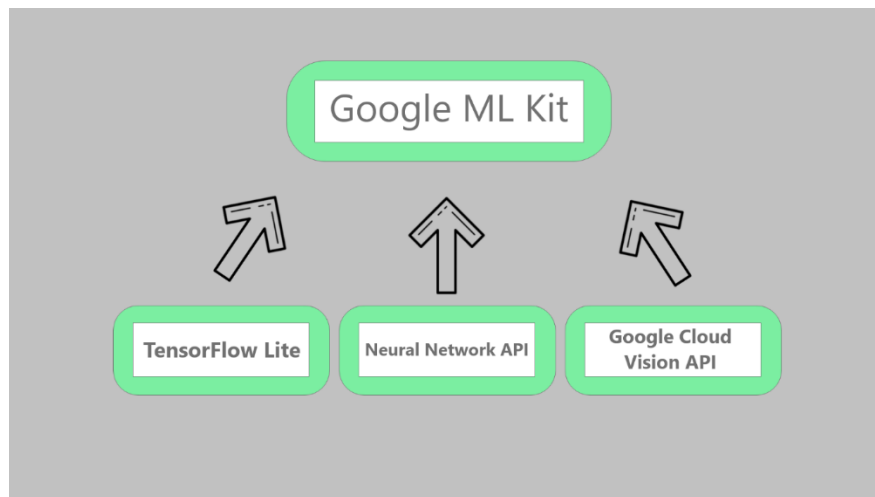 Google ML Kit
TensorFlow Lite
Neural Network API
Google Cloud
Vision API